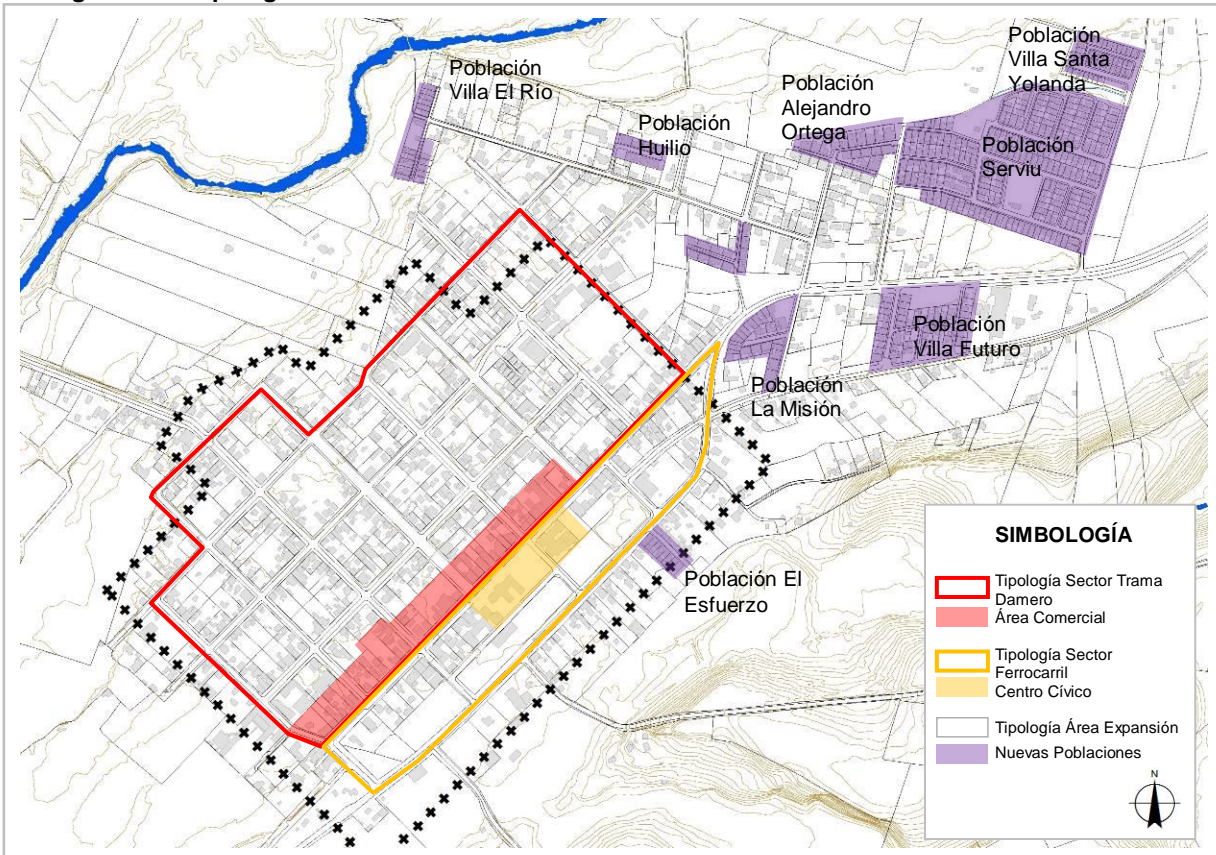 Población
Villa El Río
Población
Huilio
Población
Alejandro
Ortega
Población
Villa Santa
Yolanda
Población
Serviu
Población
Villa Futuro
Población
La Misión
Población El
Esfuerzo
SIMBOLOGÍA
Tipología Sector Trama
Damero
Área Comercial
Tipología Sector
Ferrocarril
Centro Cívico
Tipología Área Expansión
Nuevas Poblaciones
N